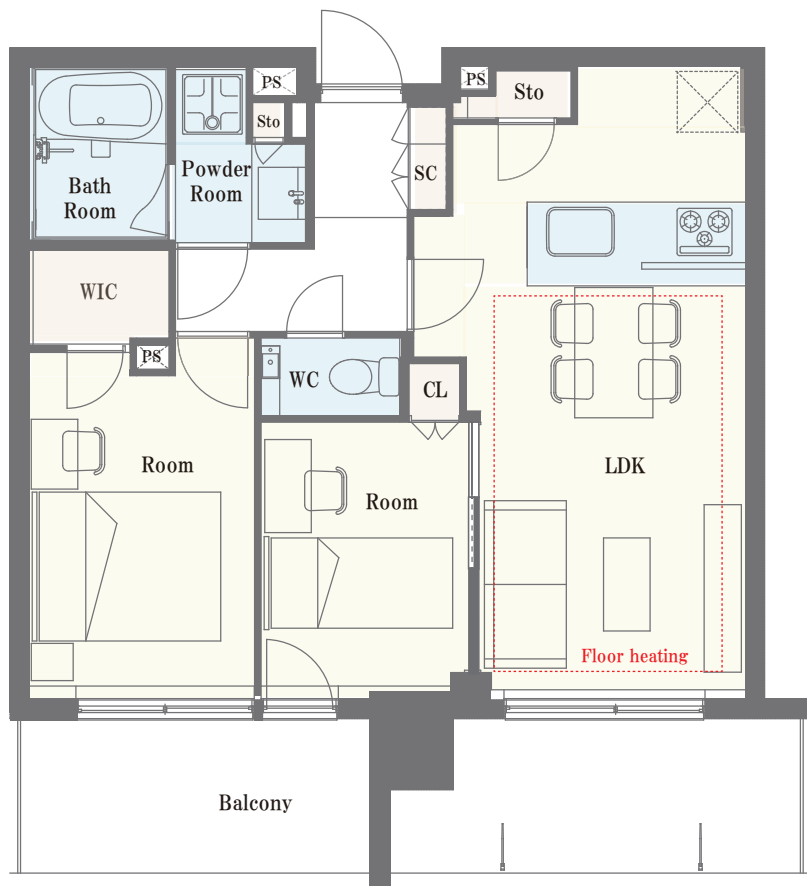 PS
PS
Sto
Sto
SC
Powder
Room
Bath
Room
WIC
PS
WC
CL
Room
LDK
Room
Floor heating
Balcony